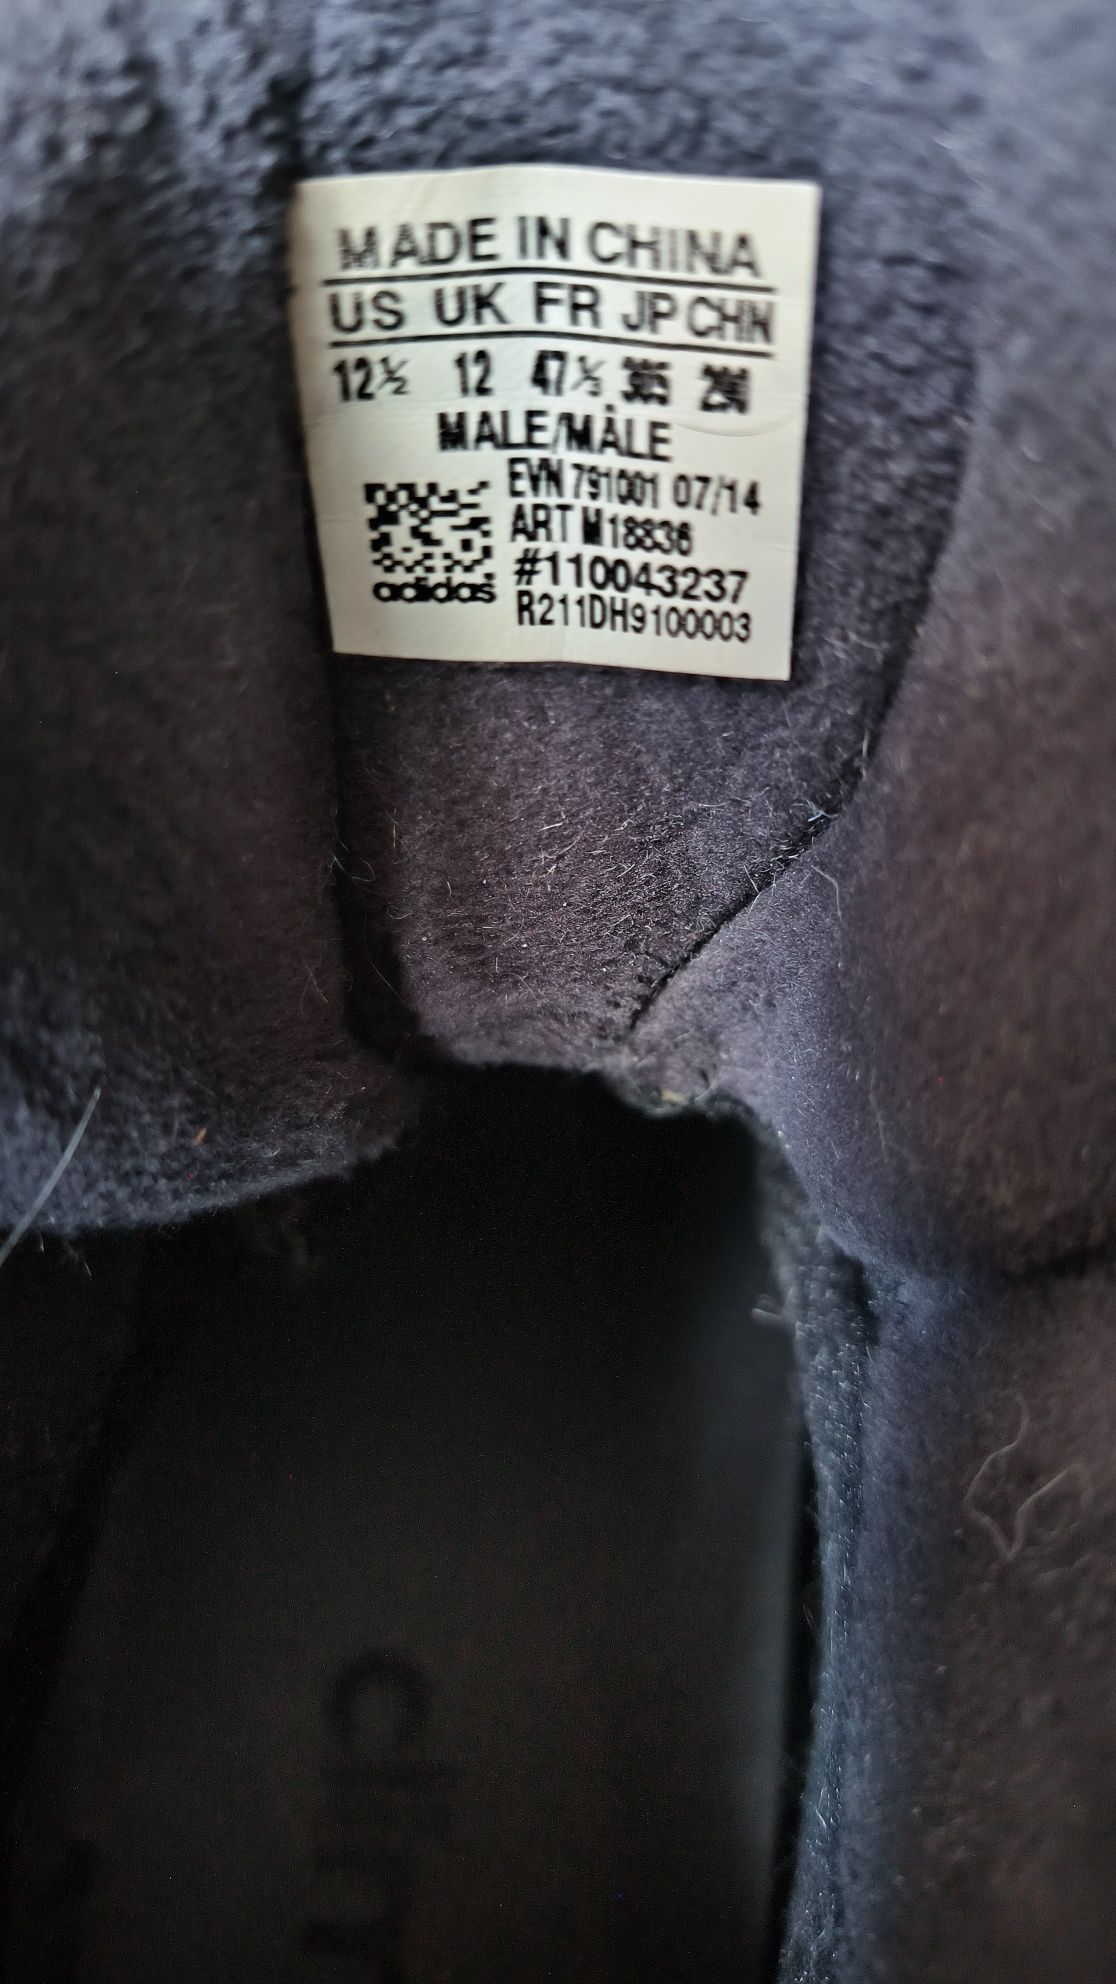 MADE IN CHINA
US UK FR JP CHN
12½ 12 47⅓ 305 290
MALE/MÂLE
EVN 791001 07/14
ART M18836
#110043237
R211DH9100003
adidas